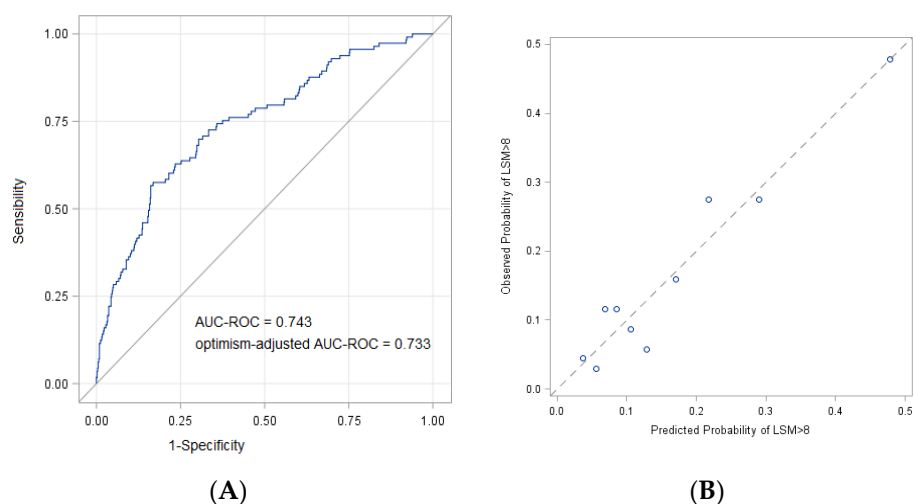 1.00
0.75
0.50
0.25
0.00
Sensibility
AUC-ROC = 0.743
optimism-adjusted AUC-ROC = 0.733
0.00 0.25 0.50 0.75 1.00
1-Specificity
(A)
0.5
0.4
0.3
0.2
0.1
0.0
Observed Probability of LSM>8
0.0 0.1 0.2 0.3 0.4 0.5
Predicted Probability of LSM>8
(B)